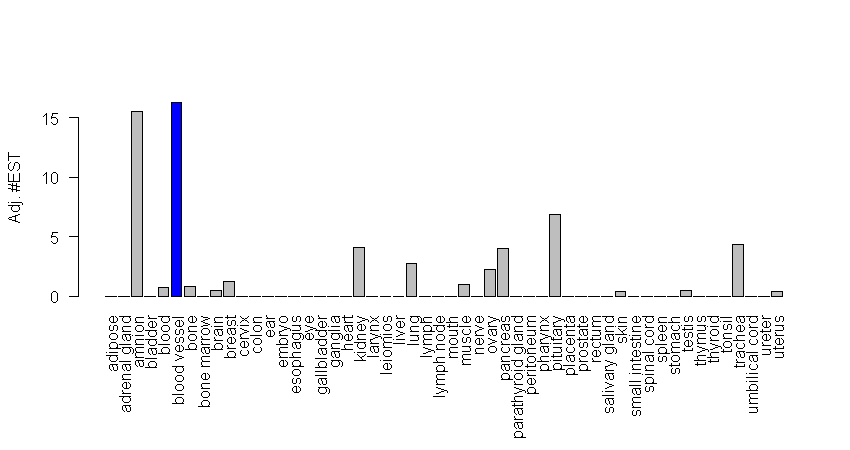 Adj. #EST
15
10
5
0
adipose
adrenal gland
amnion
bladder
blood
blood vessel
bone
bone marrow
brain
breast
cervix
colon
ear
embryo
esophagus
eye
gallbladder
ganglia
heart
kidney
larynx
leiomios
liver
lung
lymph
lymph node
mouth
muscle
nerve
ovary
pancreas
parathyroid gland
peritoneum
pharynx
pituitary
placenta
prostate
rectum
salivary gland
skin
small intestine
spinal cord
spleen
stomach
testis
thymus
thyroid
tonsil
trachea
umbilical cord
ureter
uterus